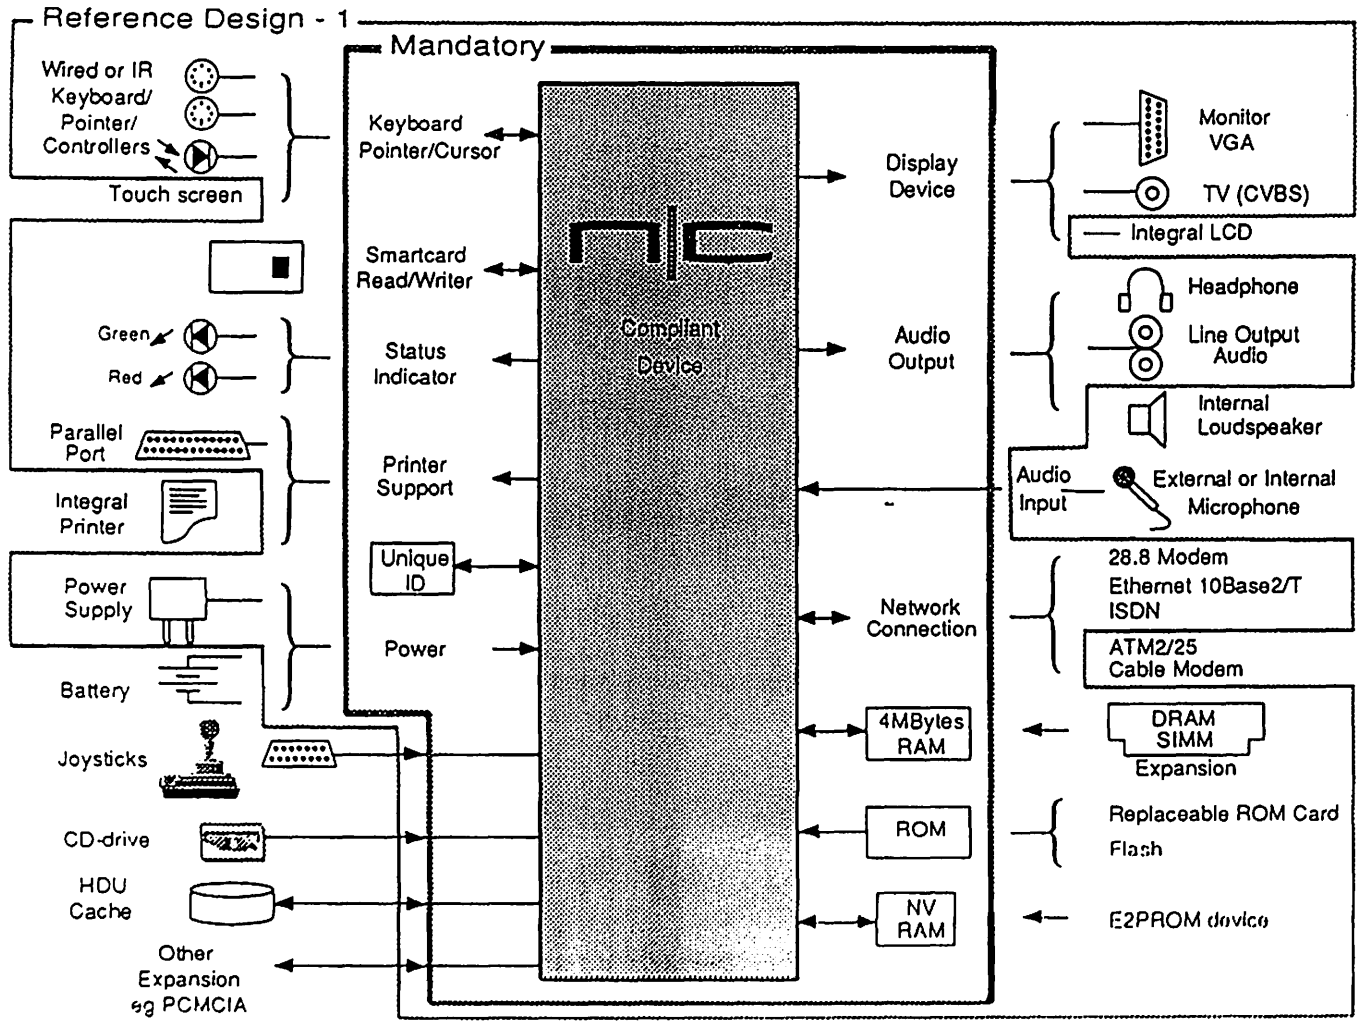 Reference Design - 1
Mandatory
Wired or IR
Keyboard/
Pointer/
Controllers
Touch screen
Green
Red
Parallel
Port
Integral
Printer
Power
Supply
Battery
Joysticks
CD-drive
HDU
Cache
Other
Expansion
eg PCMCIA
Keyboard
Pointer/Cursor
Smartcard
Read/Writer
Status
Indicator
Printer
Support
Unique
ID
Power
n|c
Compliant
Device
Display
Device
Audio
Output
Network
Connection
4MBytes
RAM
ROM
NV
RAM
Monitor
VGA
TV (CVBS)
Integral LCD
Headphone
Line Output
Audio
Internal
Loudspeaker
Audio
Input
External or Internal
Microphone
28.8 Modem
Ethernet 10Base2/T
ISDN
ATM2/25
Cable Modem
DRAM
SIMM
Expansion
Replaceable ROM Card
Flash
E2PROM device